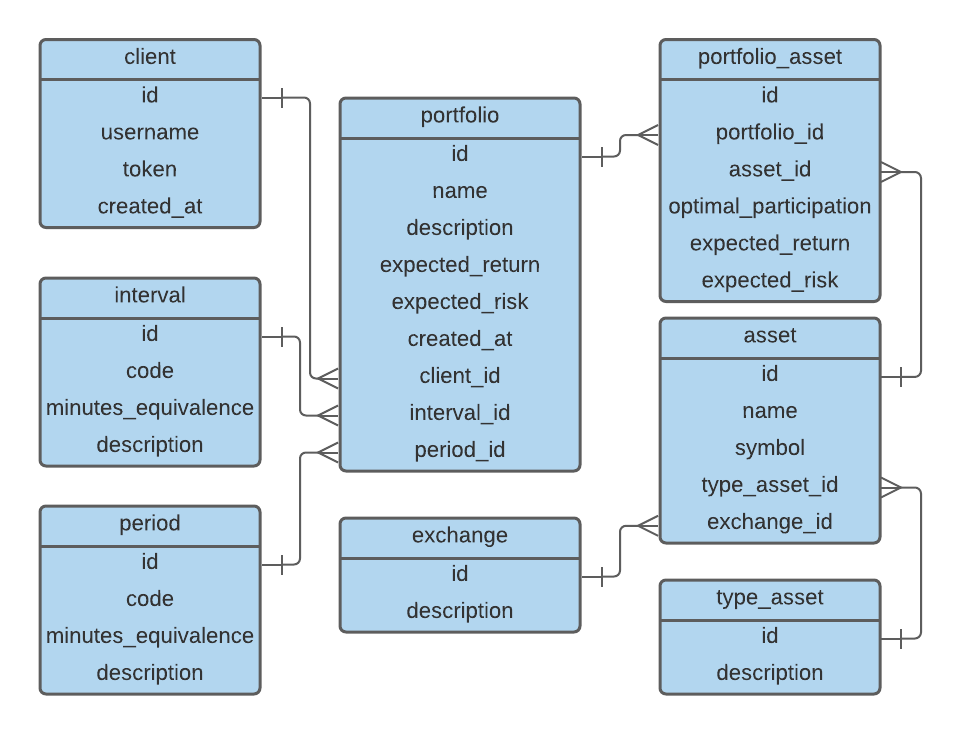 client
id
username
token
created_at
interval
id
code
minutes_equivalence
description
period
id
code
minutes_equivalence
description
portfolio
id
name
description
expected_return
expected_risk
created_at
client_id
interval_id
period_id
exchange
id
description
portfolio_asset
id
portfolio_id
asset_id
optimal_participation
expected_return
expected_risk
asset
id
name
symbol
type_asset_id
exchange_id
type_asset
id
description